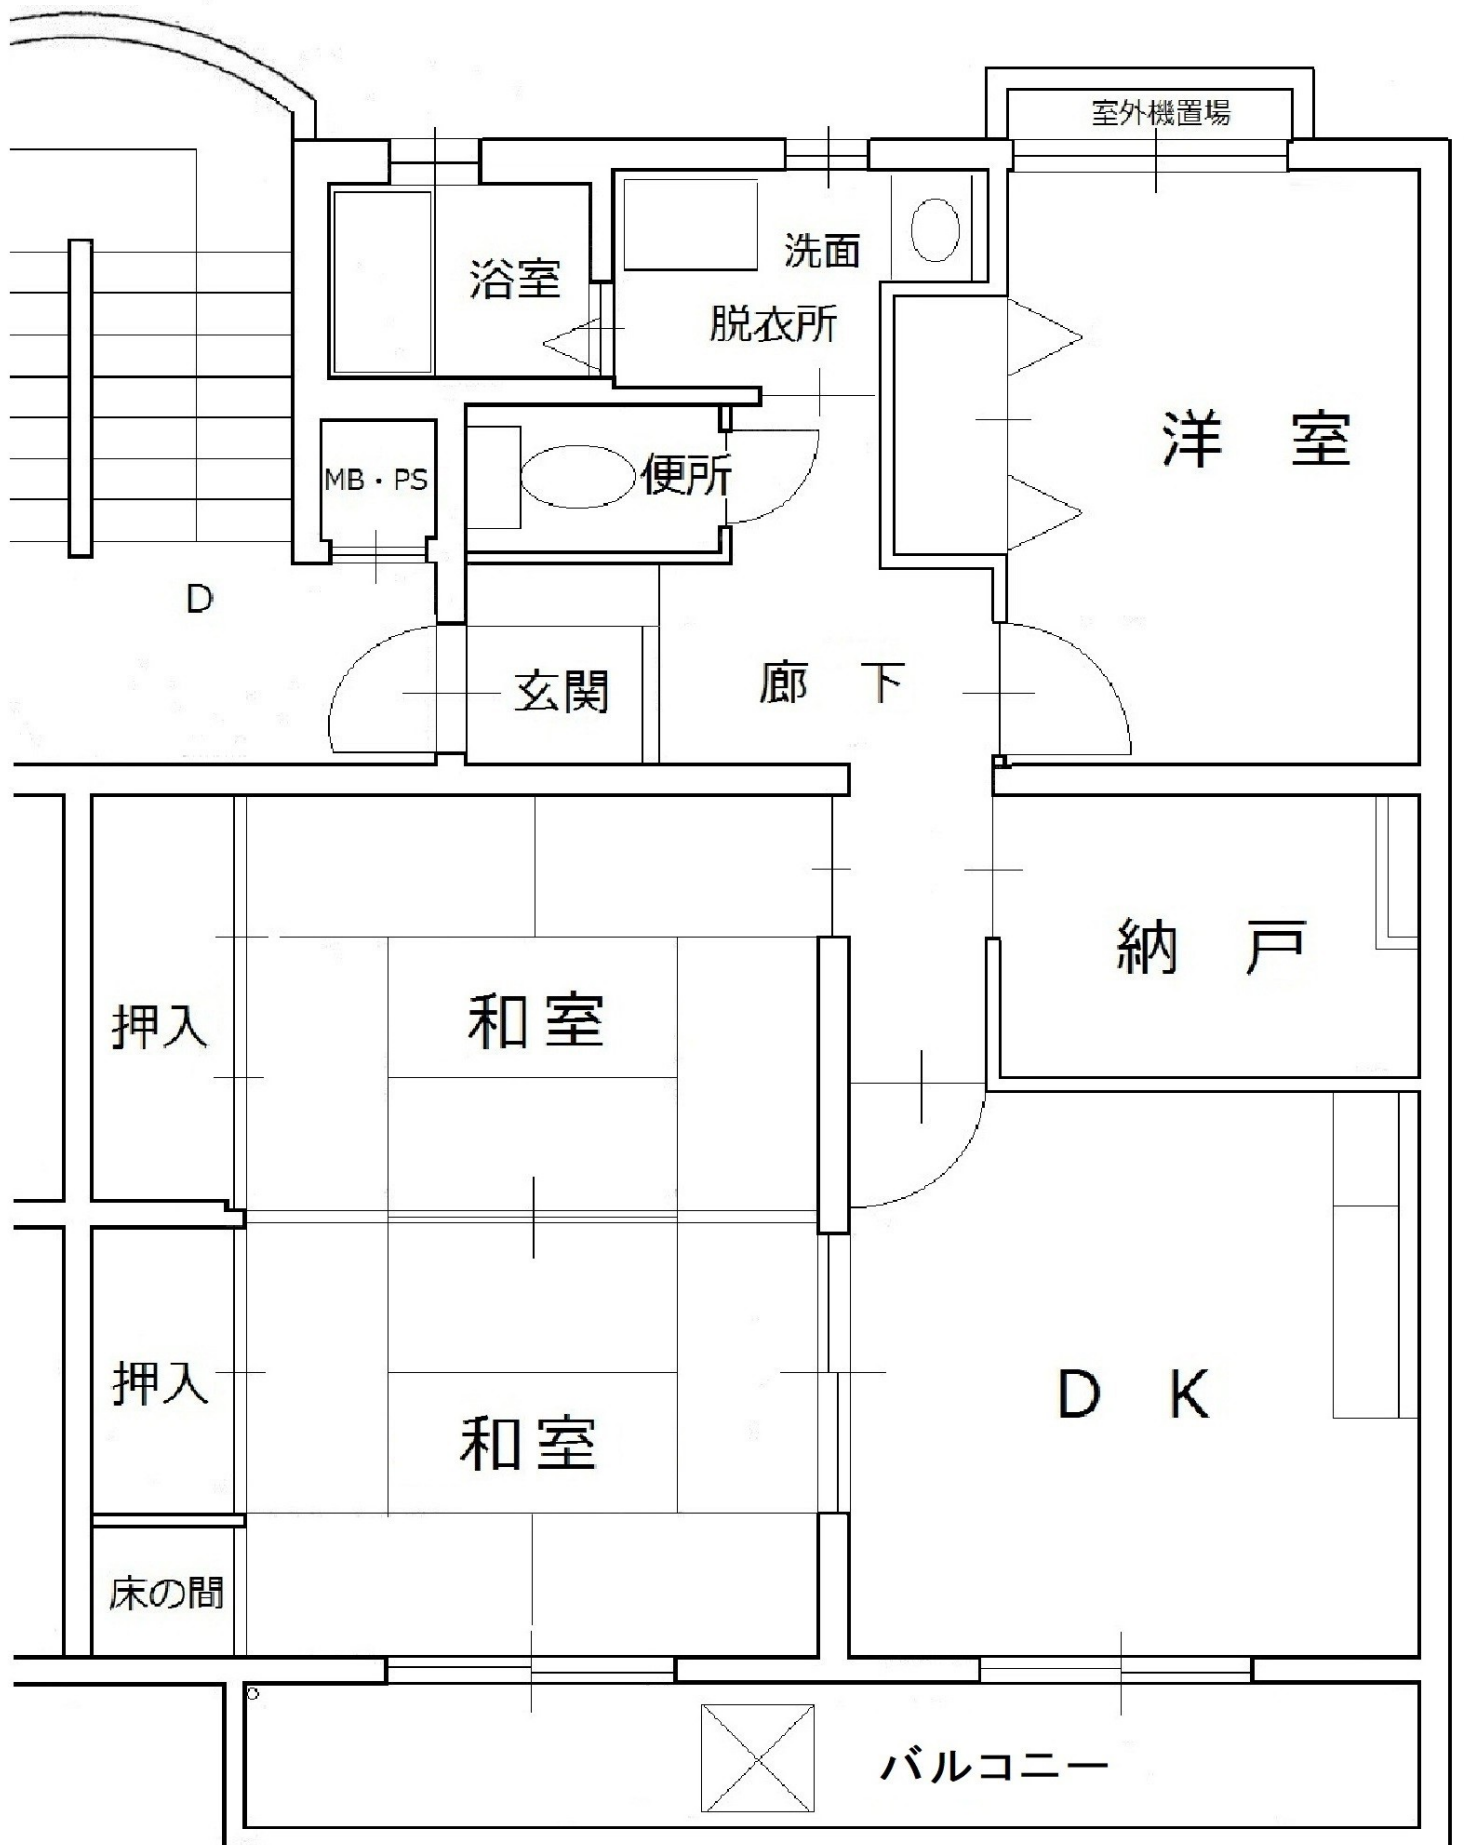 室外機置場
洗面
脱衣所
浴室
洋 室
MB・PS
便所
D
玄関
廊 下
納 戸
和室
押入
押入
D K
和室
床の間
バルコニー